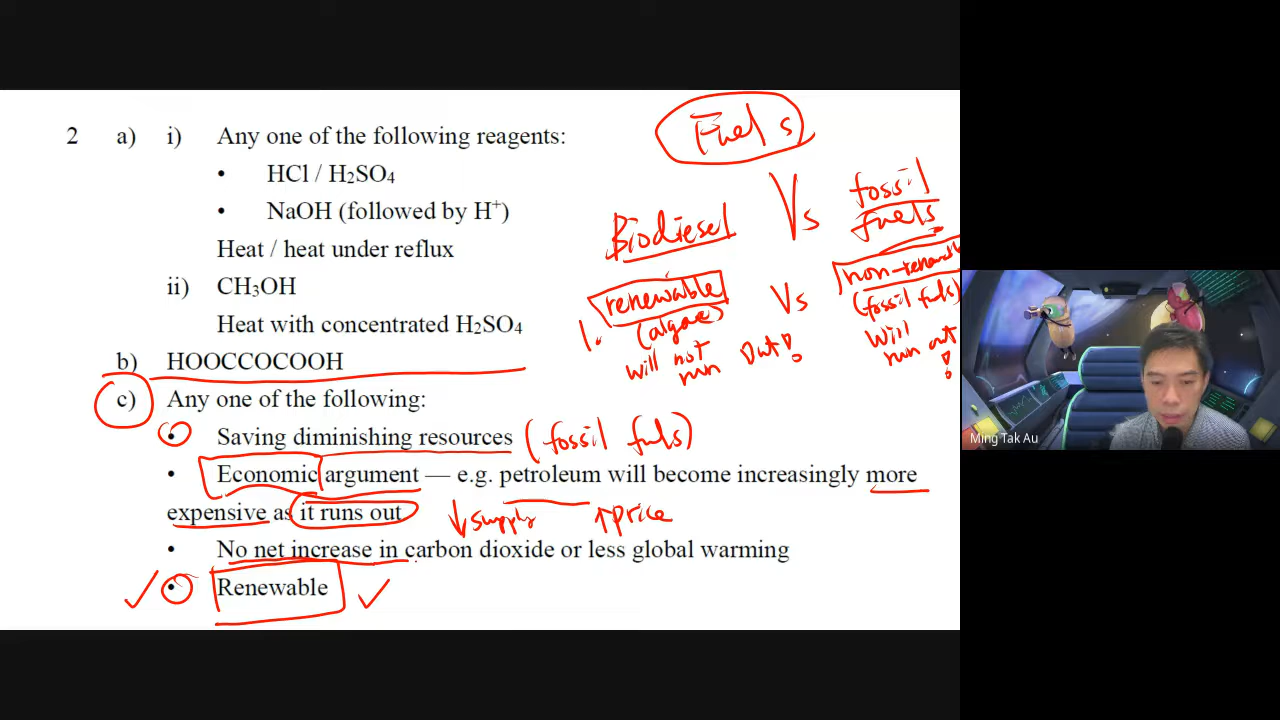 Fuels
Biodiesel Vs fossil fuels
renewable Vs non-renewable
1. (algae) (fossil fuels)
will not run out! will run out!
2 a) i) Any one of the following reagents:
• HCl / H₂SO₄
• NaOH (followed by H⁺)
Heat / heat under reflux
ii) CH₃OH
Heat with concentrated H₂SO₄
b) HOOCCOCOOH
c) Any one of the following:
• Saving diminishing resources (fossil fuls)
• Economic argument — e.g. petroleum will become increasingly more
expensive as it runs out ↓ supply ↑ price
• No net increase in carbon dioxide or less global warming
• Renewable
Ming Tak Au